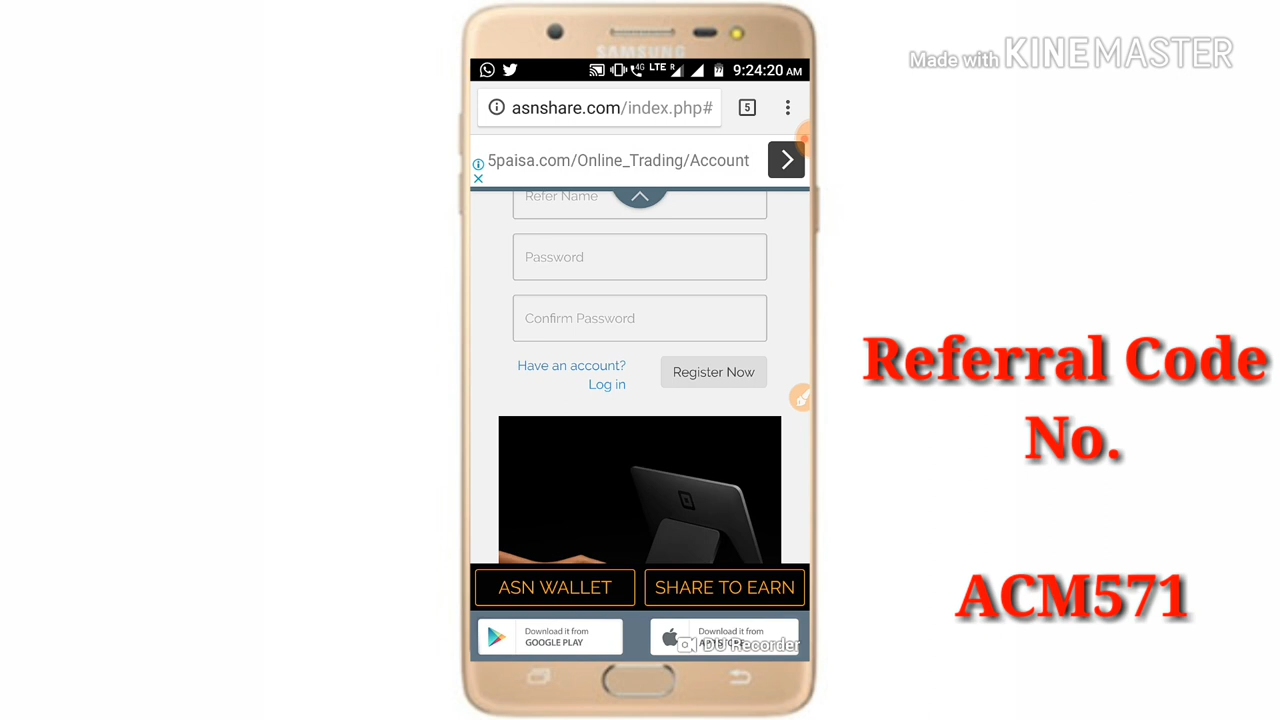 Made with KINEMASTER
SAMSUNG
4G LTE R 9:24:20 AM
asnshare.com/index.php# 5
5paisa.com/Online_Trading/Account
Refer Name
Password
Confirm Password
Have an account?
Log in
Register Now
Referral Code
No.
ACM571
ASN WALLET SHARE TO EARN
Download it from
GOOGLE PLAY
Download it from
DU Recorder